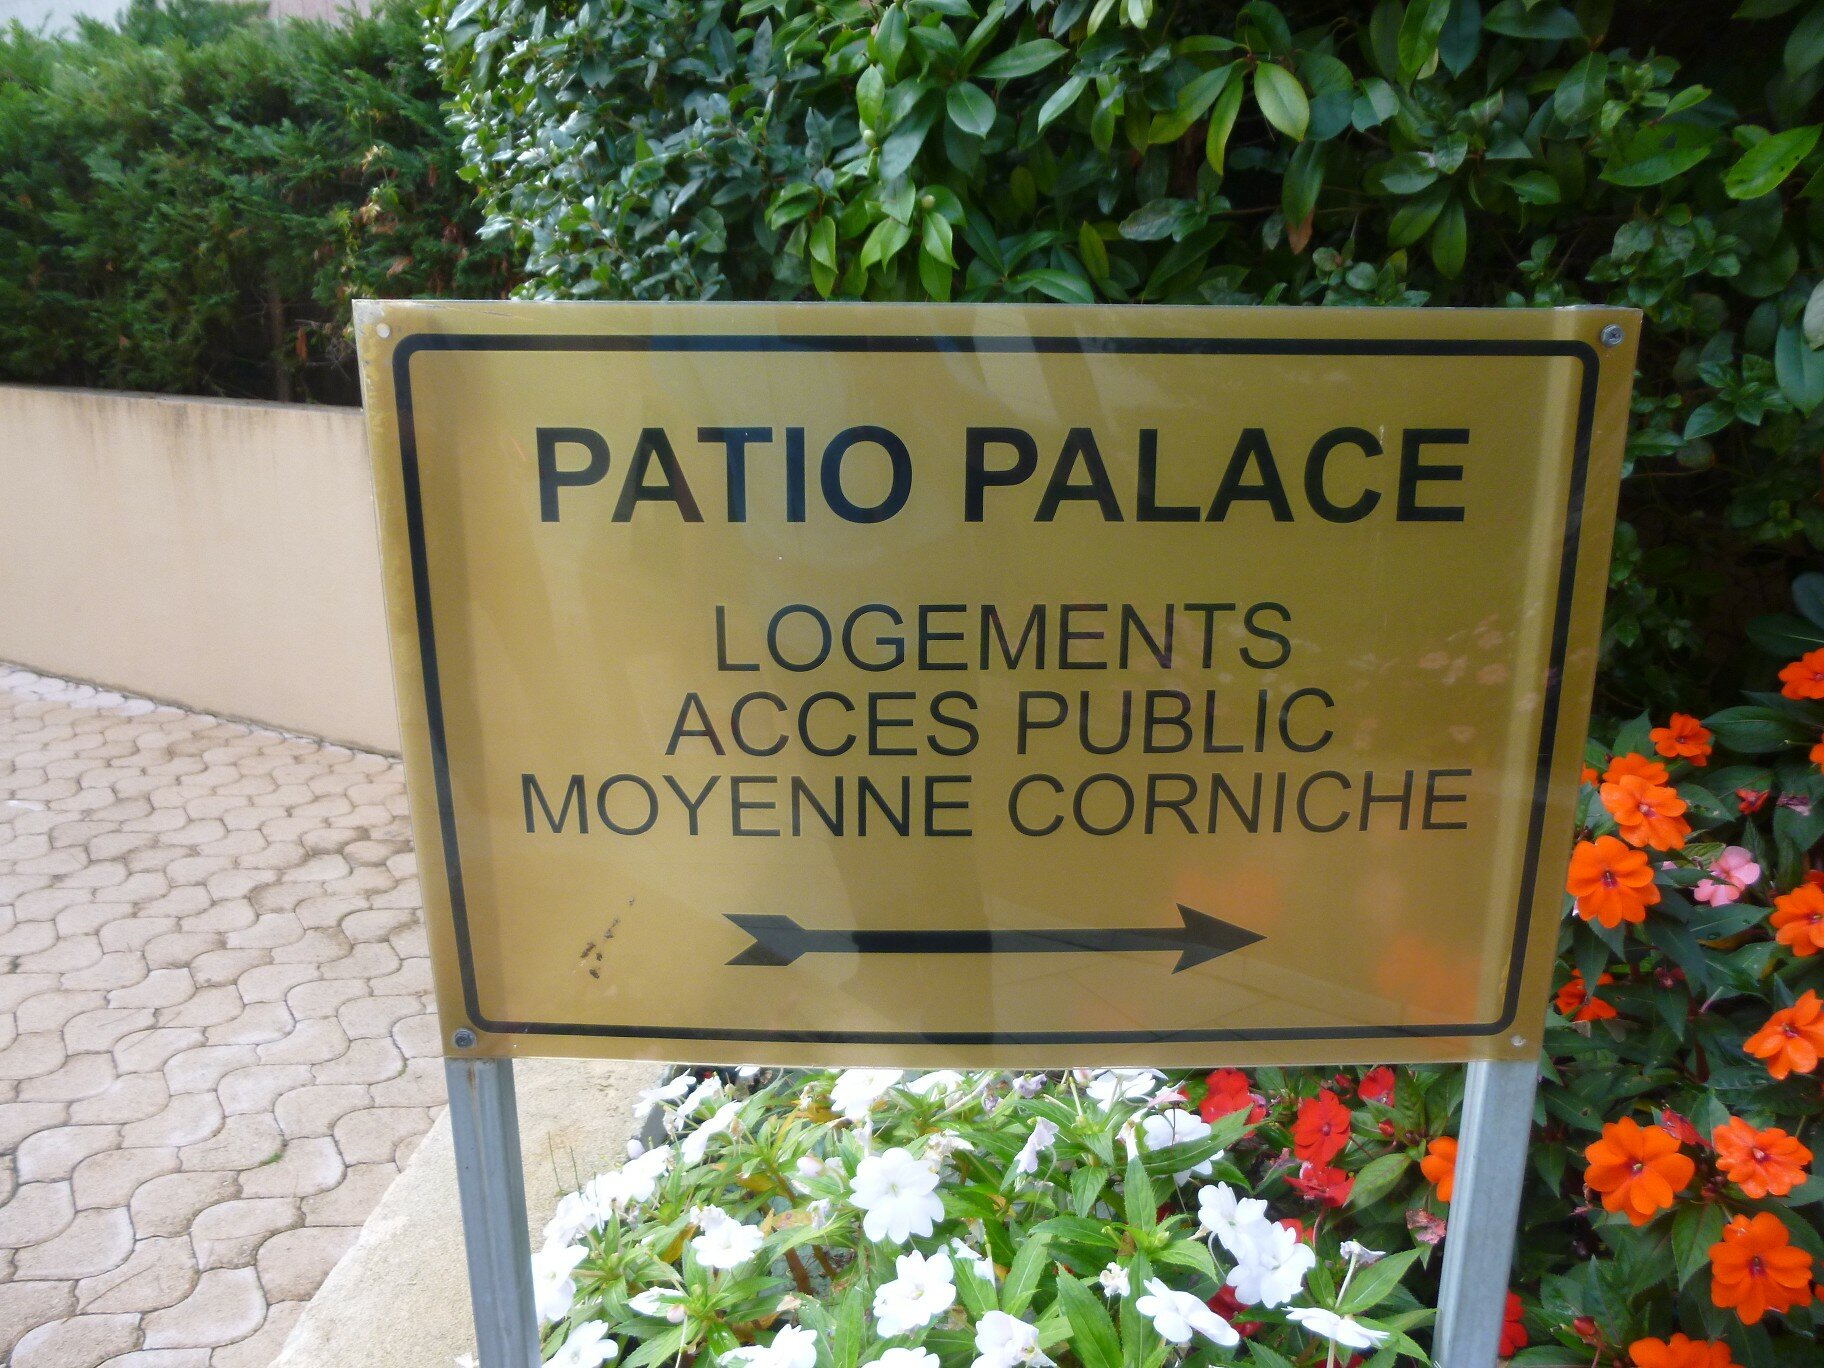 PATIO PALACE
LOGEMENTS
ACCES PUBLIC
MOYENNE CORNICHE